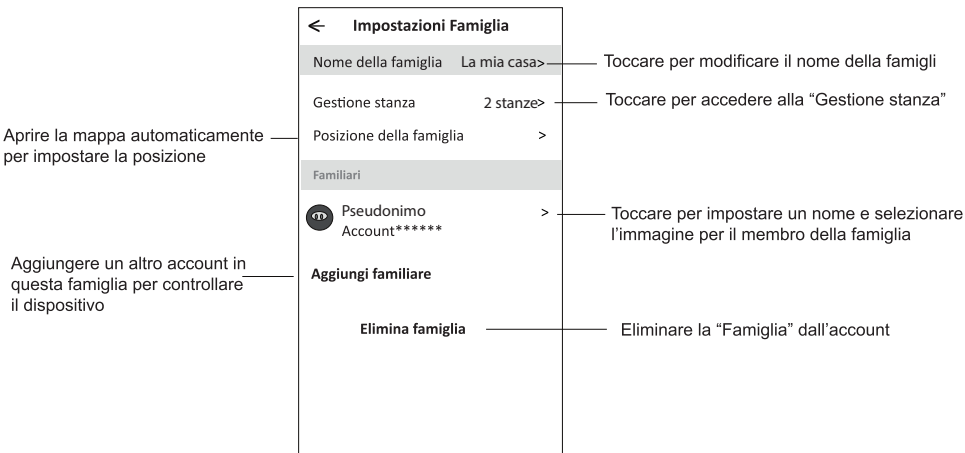 ← Impostazioni Famiglia
Nome della famiglia La mia casa>
Toccare per modificare il nome della famigli
Gestione stanza 2 stanze>
Toccare per accedere alla “Gestione stanza”
Aprire la mappa automaticamente
per impostare la posizione
Posizione della famiglia >
Familiari
Pseudonimo >
Account******
Toccare per impostare un nome e selezionare
l’immagine per il membro della famiglia
Aggiungere un altro account in
questa famiglia per controllare
il dispositivo
Aggiungi familiare
Elimina famiglia
Eliminare la “Famiglia” dall’account